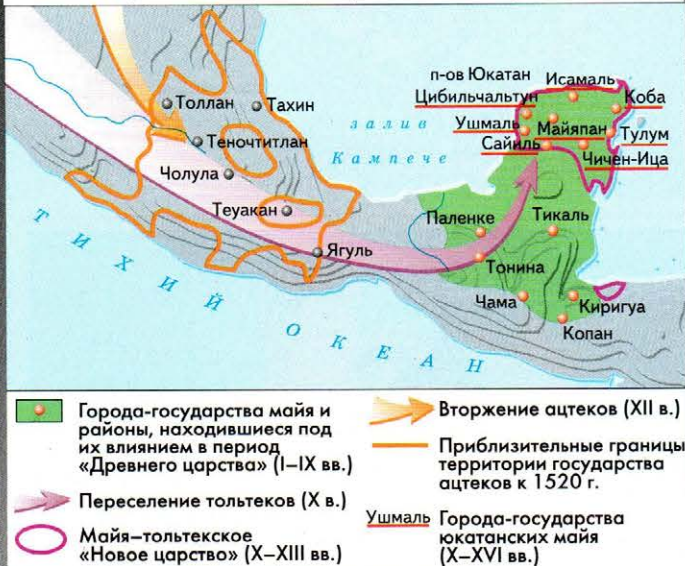 п-ов Юкатан
Исамаль
Цибильчальтун
Коба
Толлан
Тахин
залив
Ушмаль
Майяпан
Тулум
Теночтитлан
Сайиль
Кампече
Чичен-Ица
Чолула
Теуакан
Паленке
Тикаль
Ягуль
Тонина
ТИХИЙ ОКЕАН
Чама
Киригуа
Копан
Города-государства майя и
районы, находившиеся под
их влиянием в период
«Древнего царства» (I–IX вв.)
Переселение тольтеков (X в.)
Майя–тольтекское
«Новое царство» (X–XIII вв.)
Вторжение ацтеков (XII в.)
Приблизительные границы
территории государства
ацтеков к 1520 г.
Ушмаль Города-государства
юкатанских майя
(X–XVI вв.)